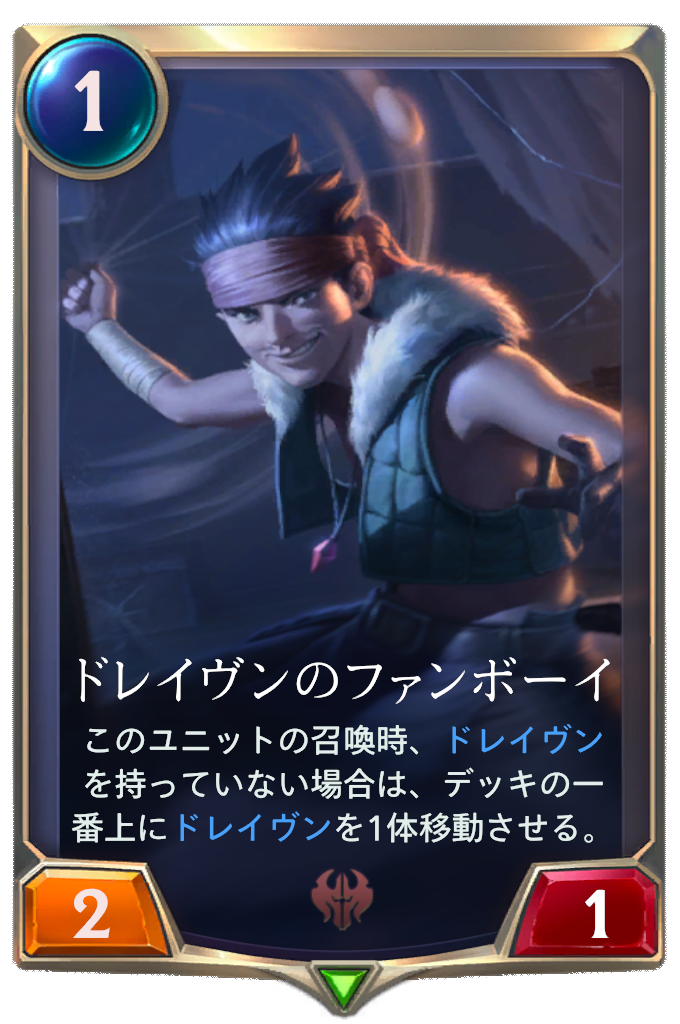 1
ドレイヴンのファンボーイ
このユニットの召喚時、ドレイヴン
を持っていない場合は、デッキの一
番上にドレイヴンを1体移動させる。
2
1